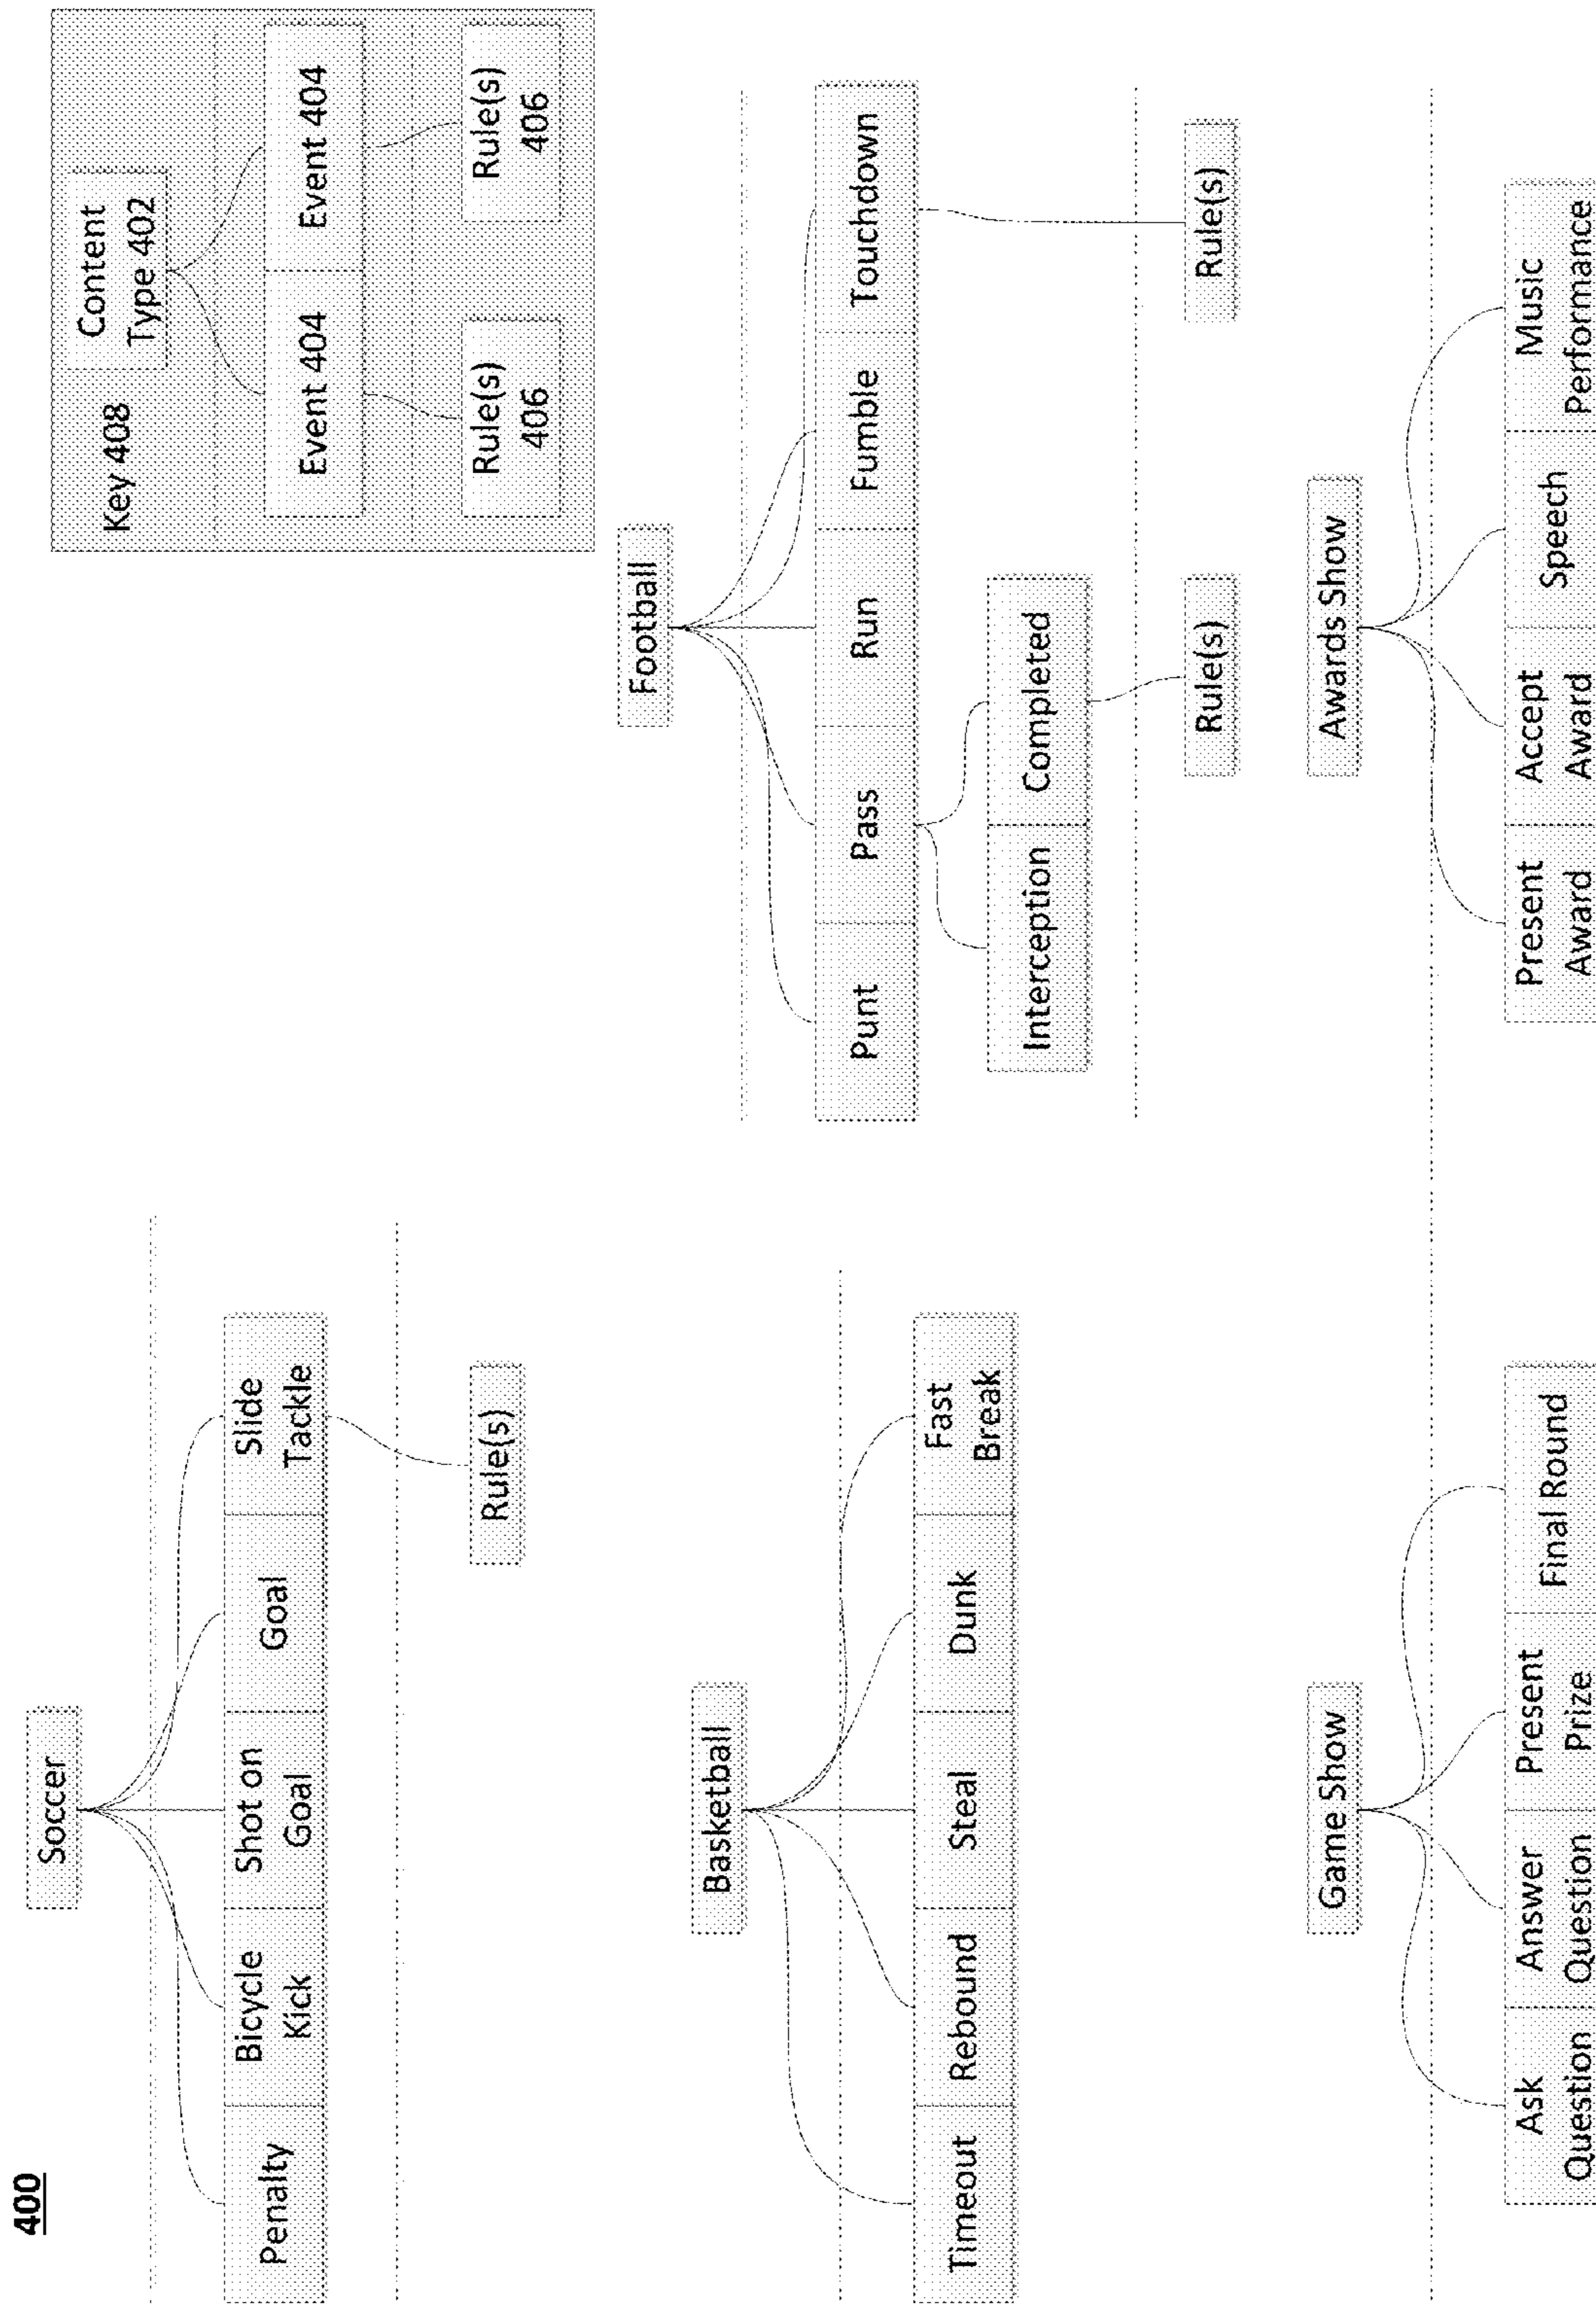 400
Soccer
Penalty
Bicycle
Kick
Shot on
Goal
Goal
Slide
Tackle
Rule(s)
Key 408
Content
Type 402
Event 404
Event 404
Rule(s)
406
Rule(s)
406
Basketball
Timeout
Rebound
Steal
Dunk
Fast
Break
Football
Punt
Pass
Run
Fumble
Touchdown
Interception
Completed
Rule(s)
Rule(s)
Game Show
Ask
Question
Answer
Question
Present
Prize
Final Round
Awards Show
Present
Award
Accept
Award
Speech
Music
Performance